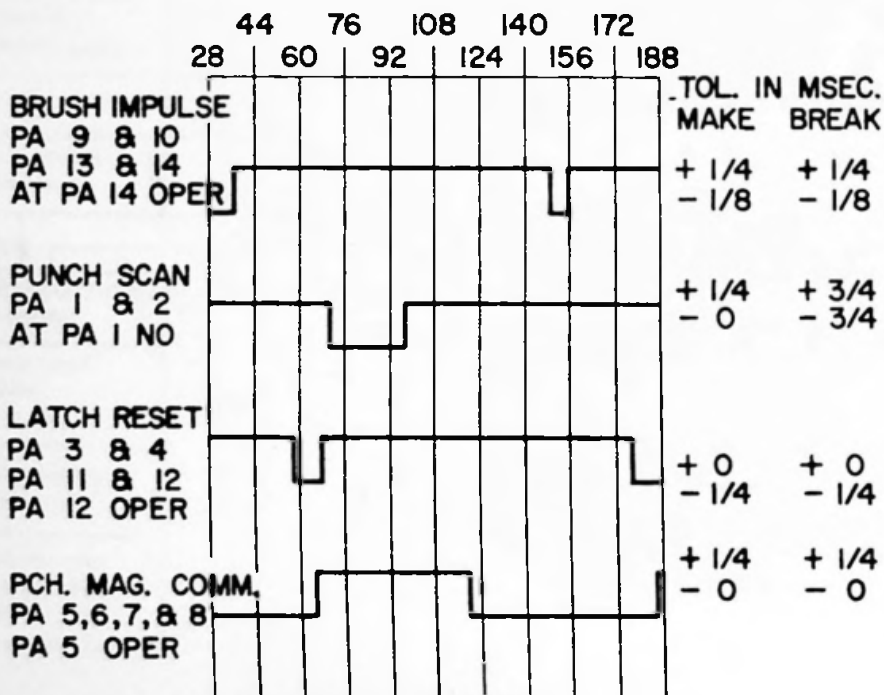 44 76 108 140 172
28 60 92 124 156 188
TOL. IN MSEC.
MAKE BREAK
BRUSH IMPULSE
PA 9 & 10
PA 13 & 14
AT PA 14 OPER
+ 1/4 + 1/4
- 1/8 - 1/8
PUNCH SCAN
PA 1 & 2
AT PA 1 NO
+ 1/4 + 3/4
- 0 - 3/4
LATCH RESET
PA 3 & 4
PA 11 & 12
PA 12 OPER
+ 0 + 0
- 1/4 - 1/4
PCH. MAG. COMM.
PA 5,6,7,& 8
PA 5 OPER
+ 1/4 + 1/4
- 0 - 0